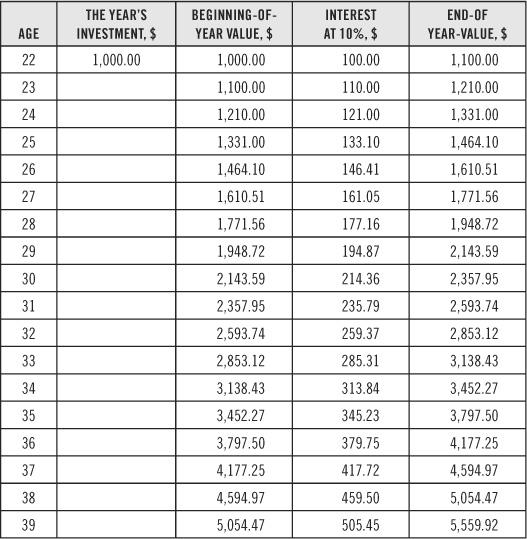 AGE THE YEAR'S INVESTMENT, $ BEGINNING-OF-YEAR VALUE, $ INTEREST AT 10%, $ END-OF YEAR-VALUE, $
22 1,000.00 1,000.00 100.00 1,100.00
23 1,100.00 110.00 1,210.00
24 1,210.00 121.00 1,331.00
25 1,331.00 133.10 1,464.10
26 1,464.10 146.41 1,610.51
27 1,610.51 161.05 1,771.56
28 1,771.56 177.16 1,948.72
29 1,948.72 194.87 2,143.59
30 2,143.59 214.36 2,357.95
31 2,357.95 235.79 2,593.74
32 2,593.74 259.37 2,853.12
33 2,853.12 285.31 3,138.43
34 3,138.43 313.84 3,452.27
35 3,452.27 345.23 3,797.50
36 3,797.50 379.75 4,177.25
37 4,177.25 417.72 4,594.97
38 4,594.97 459.50 5,054.47
39 5,054.47 505.45 5,559.92